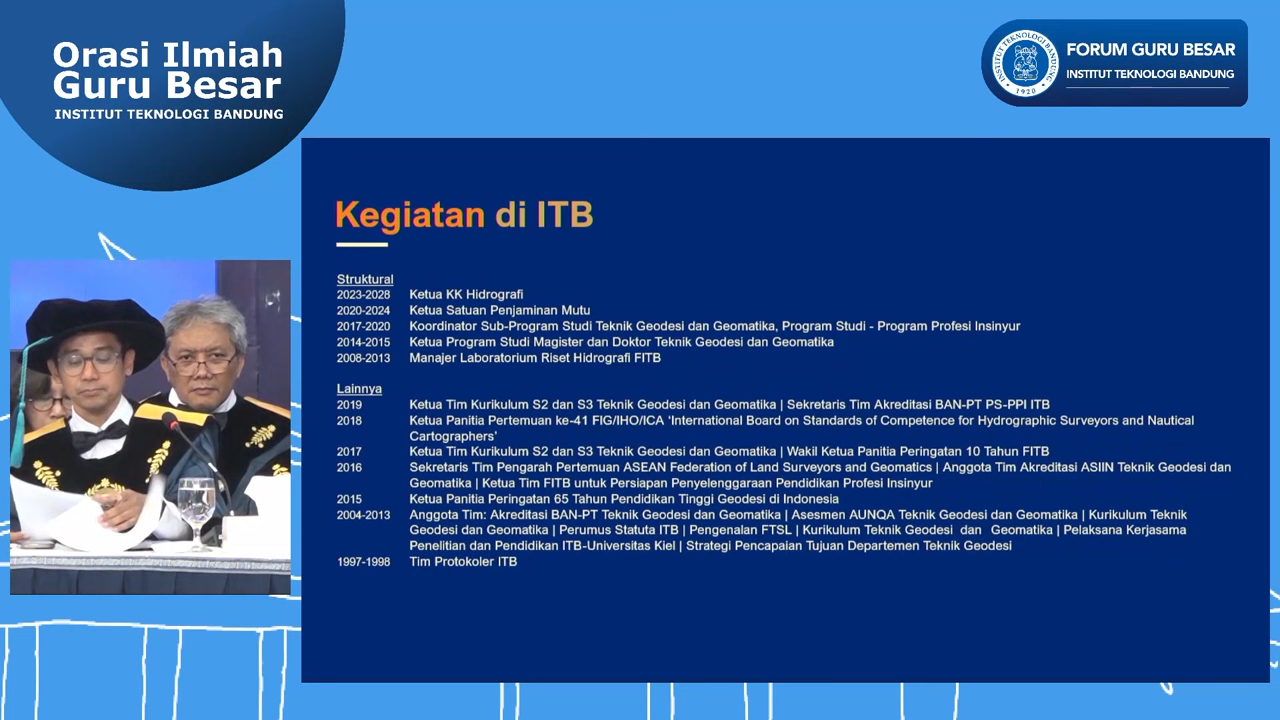 Orasi Ilmiah
Guru Besar
INSTITUT TEKNOLOGI BANDUNG
INSTITUT TEKNOLOGI BANDUNG
1920
FORUM GURU BESAR
INSTITUT TEKNOLOGI BANDUNG
Kegiatan di ITB
Struktural
2023-2028 Ketua KK Hidrografi
2020-2024 Ketua Satuan Penjaminan Mutu
2017-2020 Koordinator Sub-Program Studi Teknik Geodesi dan Geomatika, Program Studi - Program Profesi Insinyur
2014-2015 Ketua Program Studi Magister dan Doktor Teknik Geodesi dan Geomatika
2008-2013 Manajer Laboratorium Riset Hidrografi FITB
Lainnya
2019 Ketua Tim Kurikulum S2 dan S3 Teknik Geodesi dan Geomatika | Sekretaris Tim Akreditasi BAN-PT PS-PPI ITB
2018 Ketua Panitia Pertemuan ke-41 FIG/IHO/ICA 'International Board on Standards of Competence for Hydrographic Surveyors and Nautical
Cartographers'
2017 Ketua Tim Kurikulum S2 dan S3 Teknik Geodesi dan Geomatika | Wakil Ketua Panitia Peringatan 10 Tahun FITB
2016 Sekretaris Tim Pengarah Pertemuan ASEAN Federation of Land Surveyors and Geomatics | Anggota Tim Akreditasi ASIIN Teknik Geodesi dan
Geomatika | Ketua Tim FITB untuk Persiapan Penyelenggaraan Pendidikan Profesi Insinyur
2015 Ketua Panitia Peringatan 65 Tahun Pendidikan Tinggi Geodesi di Indonesia
2004-2013 Anggota Tim: Akreditasi BAN-PT Teknik Geodesi dan Geomatika | Asesmen AUNQA Teknik Geodesi dan Geomatika | Kurikulum Teknik
Geodesi dan Geomatika | Perumus Statuta ITB | Pengenalan FTSL | Kurikulum Teknik Geodesi dan Geomatika | Pelaksana Kerjasama
Penelitian dan Pendidikan ITB-Universitas Kiel | Strategi Pencapaian Tujuan Departemen Teknik Geodesi
1997-1998 Tim Protokoler ITB